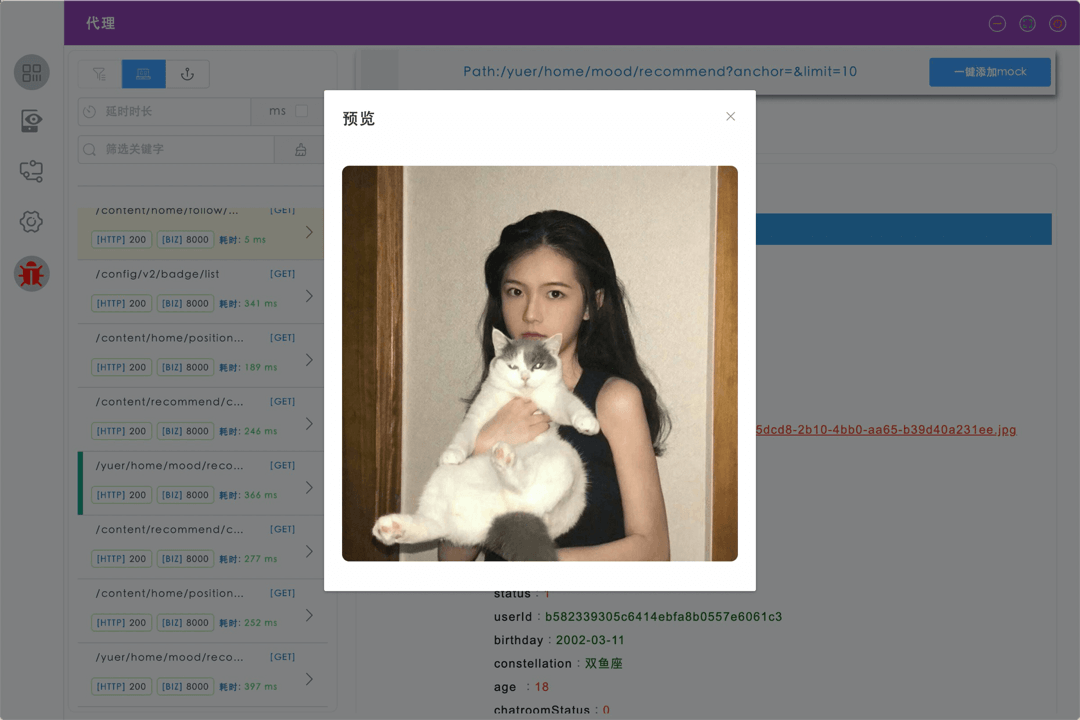 代理
Path:/yuer/home/mood/recommend?anchor=&limit=10
一键添加mock
延时时长
ms
筛选关键字
/content/home/follow/...
[GET]
[HTTP] 200
[BIZ] 8000
耗时: 5 ms
/config/v2/badge/list
[GET]
[HTTP] 200
[BIZ] 8000
耗时: 341 ms
/content/home/position...
[GET]
[HTTP] 200
[BIZ] 8000
耗时: 189 ms
/content/recommend/c...
[GET]
[HTTP] 200
[BIZ] 8000
耗时: 246 ms
/yuer/home/mood/reco...
[GET]
[HTTP] 200
[BIZ] 8000
耗时: 366 ms
/content/recommend/c...
[GET]
[HTTP] 200
[BIZ] 8000
耗时: 277 ms
/content/home/position...
[GET]
[HTTP] 200
[BIZ] 8000
耗时: 252 ms
/yuer/home/mood/reco...
[GET]
[HTTP] 200
[BIZ] 8000
耗时: 397 ms
预览
5dcd8-2b10-4bb0-aa65-b39d40a231ee.jpg
status : 1
userId : b582339305c6414ebfa8b0557e6061c3
birthday : 2002-03-11
constellation : 双鱼座
age : 18
chatroomStatus : 0